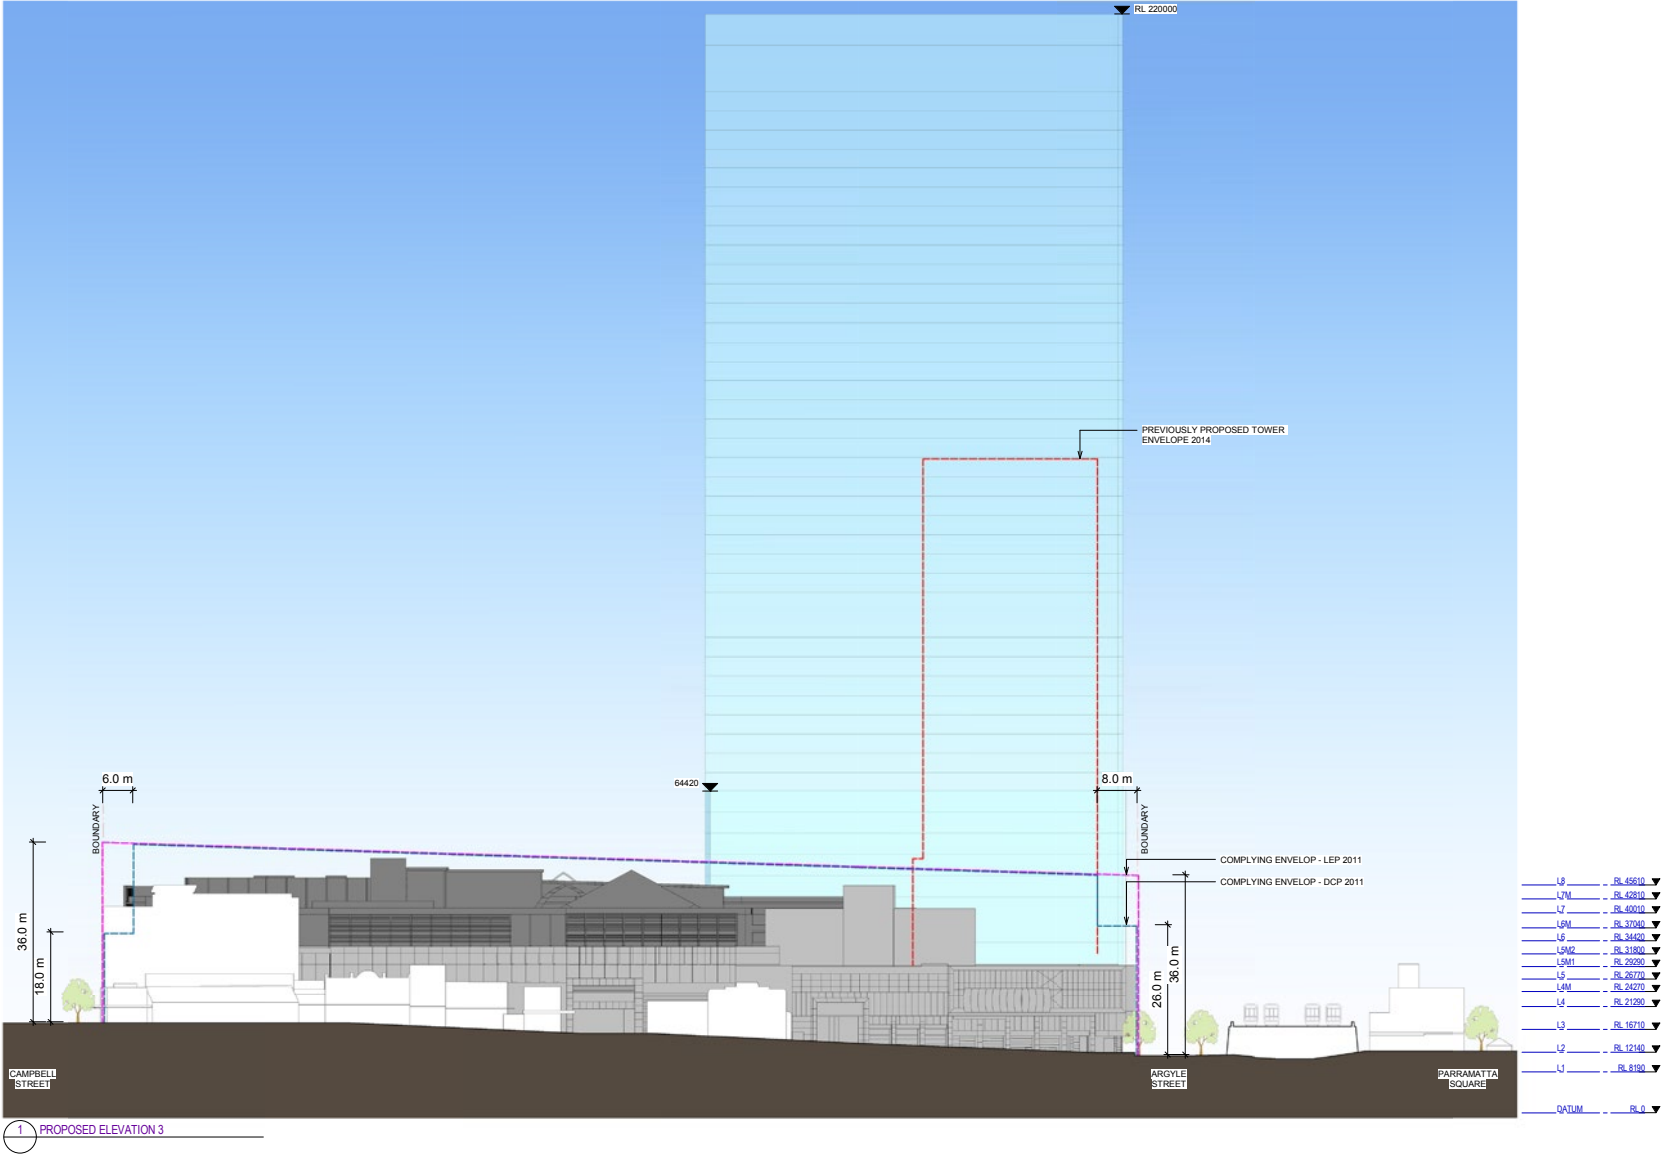 RL 220000
PREVIOUSLY PROPOSED TOWER
ENVELOPE 2014
6.0 m
64420
8.0 m
BOUNDARY
BOUNDARY
COMPLYING ENVELOP - LEP 2011
COMPLYING ENVELOP - DCP 2011
36.0 m
18.0 m
26.0 m
36.0 m
L8 RL 45610
L7M RL 42810
L7 RL 40010
L6M RL 37040
L6 RL 34420
L5M2 RL 31800
L5M1 RL 29290
L5 RL 26770
L4M RL 24270
L4 RL 21290
L3 RL 16710
L2 RL 12140
L1 RL 8190
DATUM RL 0
CAMPBELL
STREET
ARGYLE
STREET
PARRAMATTA
SQUARE
1 PROPOSED ELEVATION 3